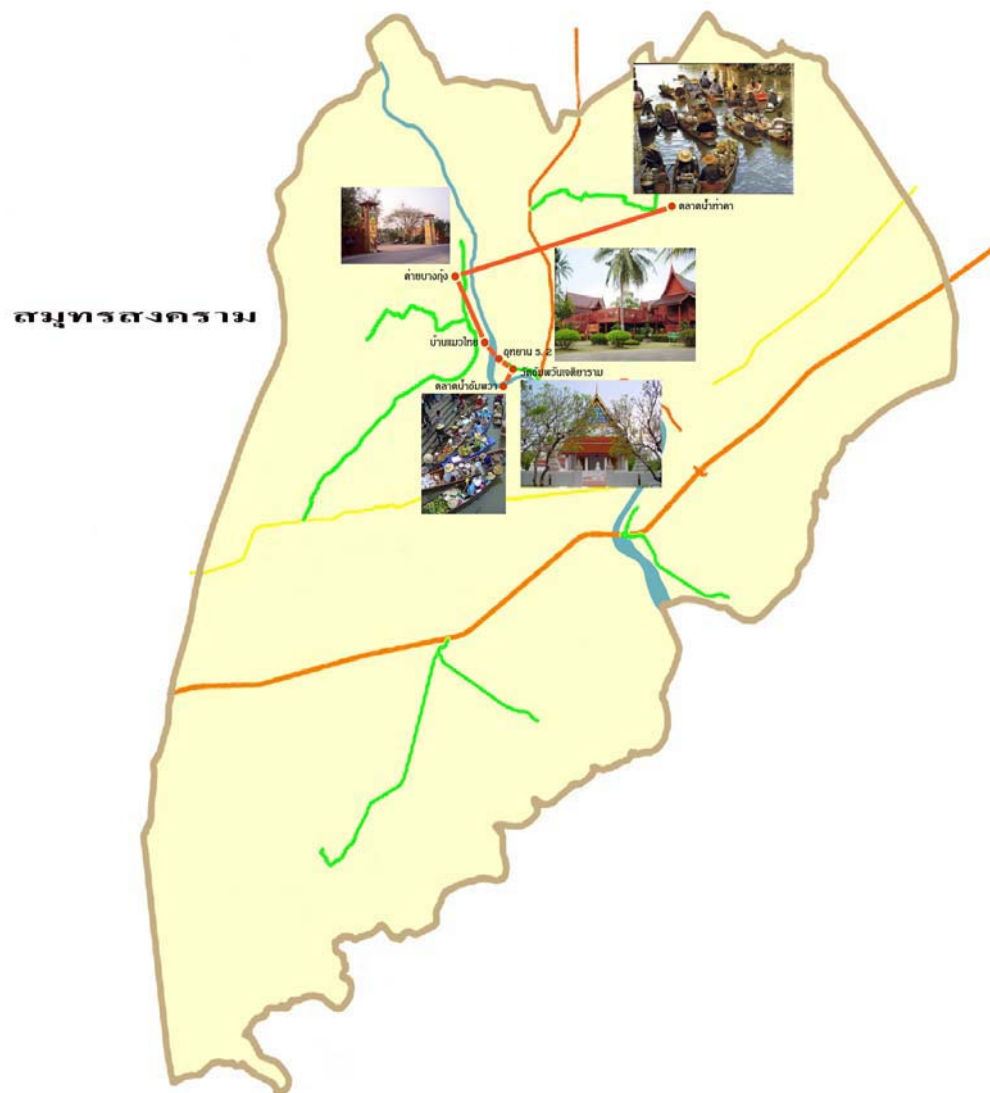 ตลาดน้ำท่าคา
ค่ายบางกุ้ง
สมุทรสงคราม
บ้านแมวไทย
อุทยาน ร. 2
วัดอัมพวันเจติยาราม
ตลาดน้ำอัมพวา